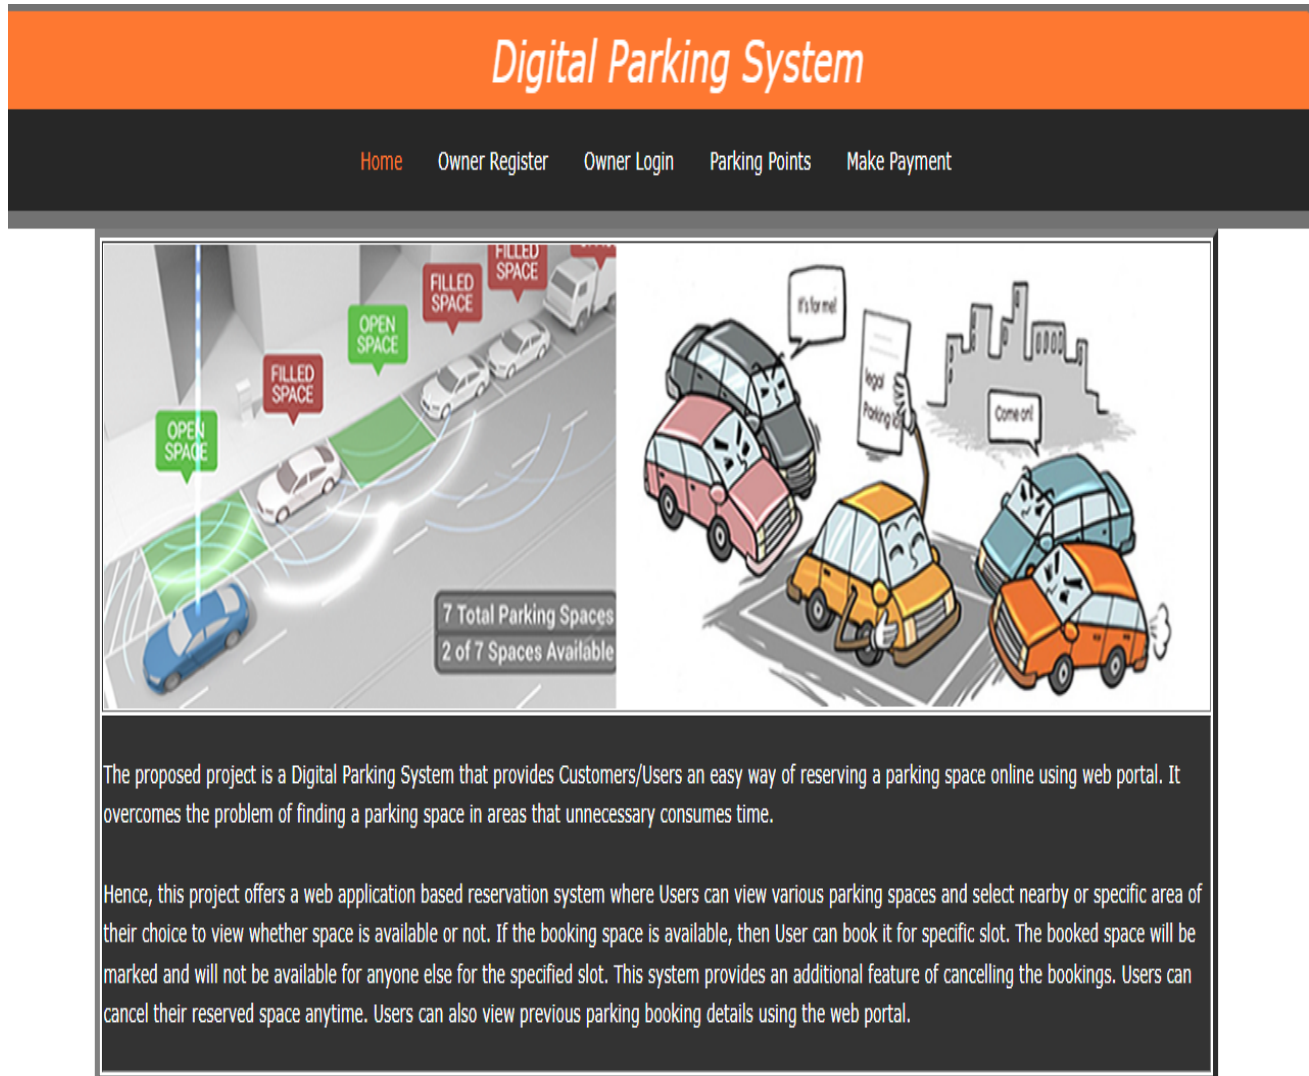 Digital Parking System
Home Owner Register Owner Login Parking Points Make Payment
FILLED
SPACE
FILLED
SPACE
OPEN
SPACE
FILLED
SPACE
OPEN
SPACE
7 Total Parking Spaces
2 of 7 Spaces Available
It's for me!
legal
Parking
Come on!
The proposed project is a Digital Parking System that provides Customers/Users an easy way of reserving a parking space online using web portal. It
overcomes the problem of finding a parking space in areas that unnecessary consumes time.
Hence, this project offers a web application based reservation system where Users can view various parking spaces and select nearby or specific area of
their choice to view whether space is available or not. If the booking space is available, then User can book it for specific slot. The booked space will be
marked and will not be available for anyone else for the specified slot. This system provides an additional feature of cancelling the bookings. Users can
cancel their reserved space anytime. Users can also view previous parking booking details using the web portal.